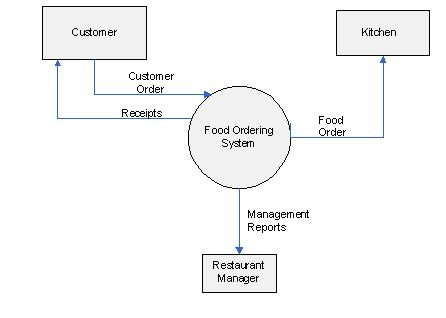 Customer
Kitchen
Customer
Order
Receipts
Food Ordering
System
Food
Order
Management
Reports
Restaurant
Manager